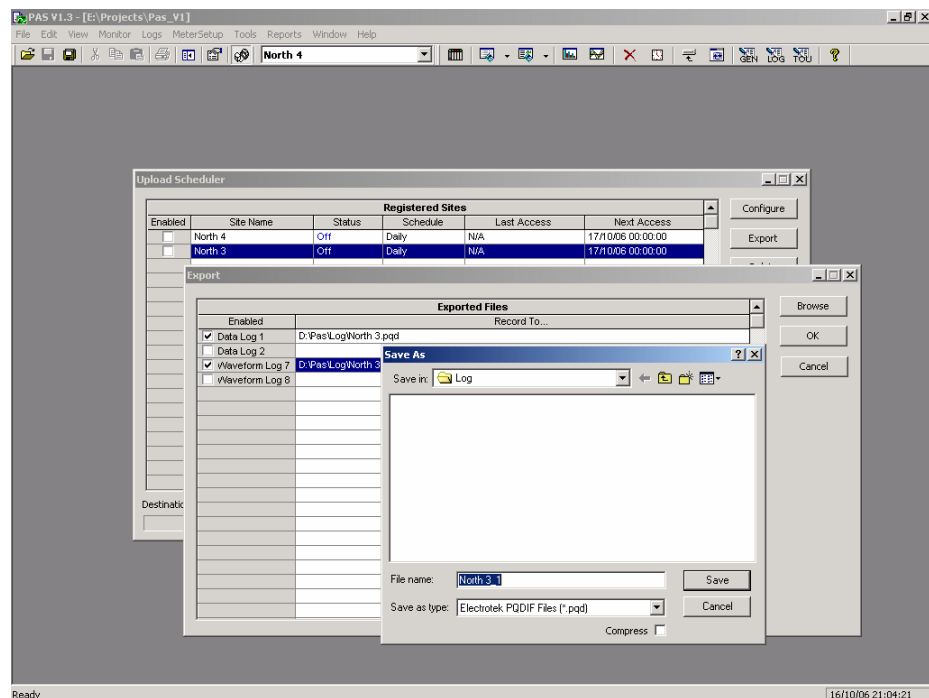 PAS V1.3 - [E:\Projects\Pas_V1]
File Edit View Monitor Logs MeterSetup Tools Reports Window Help
North 4
GEN LOG TOU
Upload Scheduler
Registered Sites
Enabled Site Name Status Schedule Last Access Next Access
North 4 Off Daily N/A 17/10/06 00:00:00
North 3 Off Daily N/A 17/10/06 00:00:00
Configure
Export
Export
Exported Files
Enabled Record To...
Data Log 1 D:\Pas\Log\North 3.pqd
Data Log 2
Waveform Log 7 D:\Pas\Log\North 3
Waveform Log 8
Browse
OK
Cancel
Destinatio
Save As
Save in: Log
File name: North 3_1
Save
Save as type: Electrotek PQDIF Files (*.pqd)
Cancel
Compress
Ready
16/10/06 21:04:21